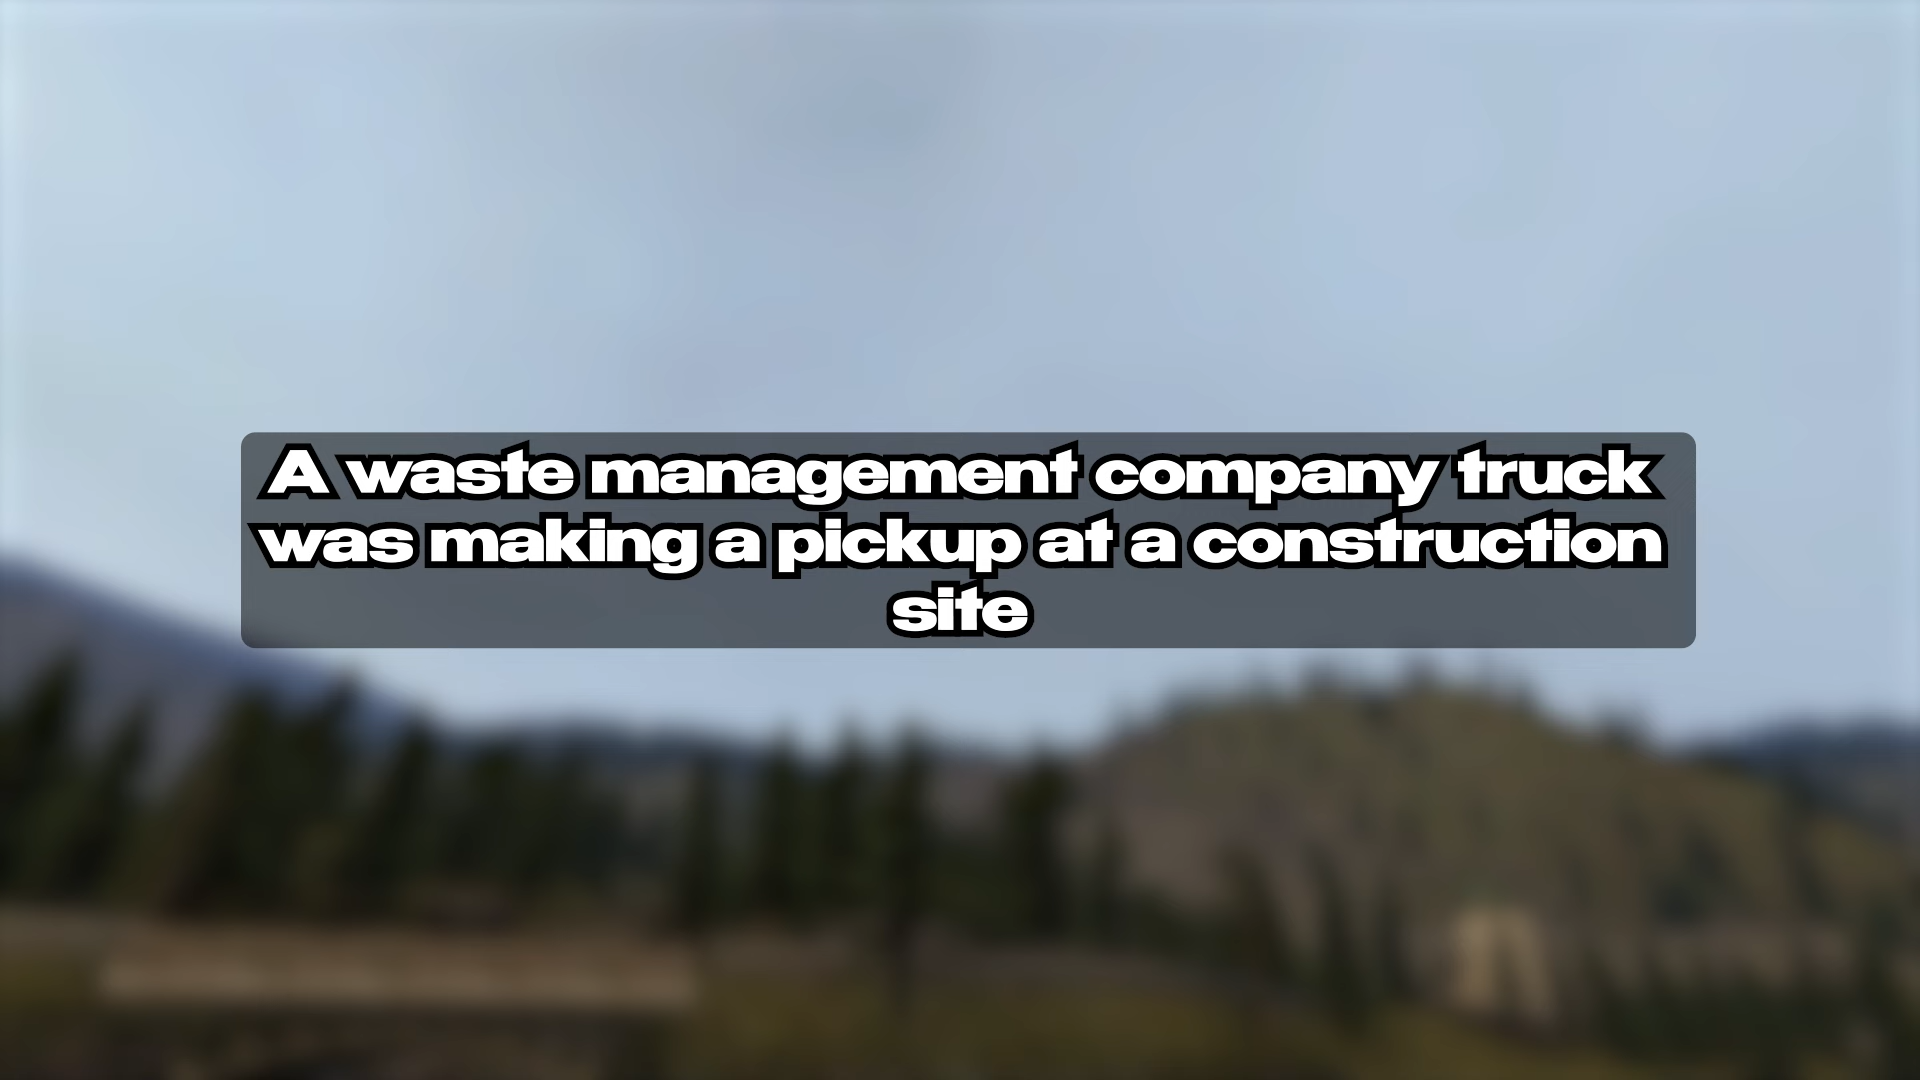 A waste management company truck
was making a pickup at a construction
site